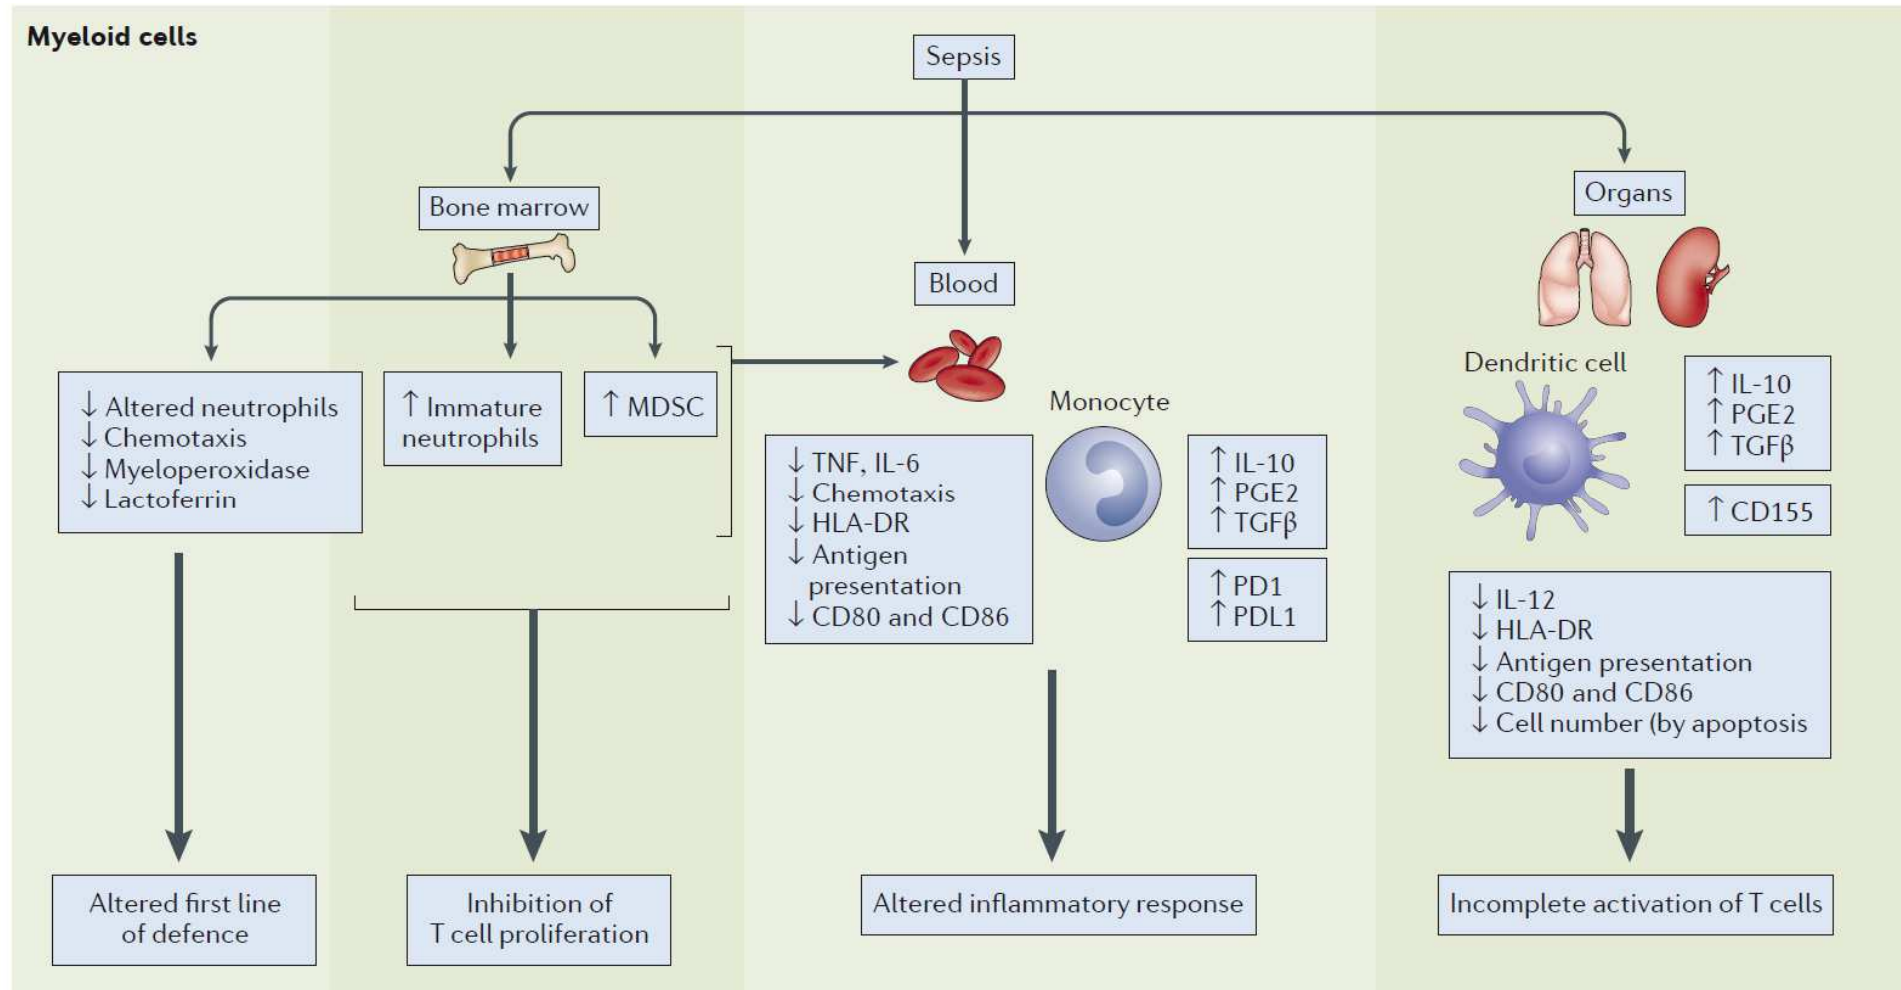 Myeloid cells
Sepsis
Bone marrow
Blood
Organs
↓ Altered neutrophils
↓ Chemotaxis
↓ Myeloperoxidase
↓ Lactoferrin
↑ Immature
neutrophils
↑ MDSC
↓ TNF, IL-6
↓ Chemotaxis
↓ HLA-DR
↓ Antigen
presentation
↓ CD80 and CD86
Monocyte
↑ IL-10
↑ PGE2
↑ TGFβ
↑ PD1
↑ PDL1
Dendritic cell
↑ IL-10
↑ PGE2
↑ TGFβ
↑ CD155
↓ IL-12
↓ HLA-DR
↓ Antigen presentation
↓ CD80 and CD86
↓ Cell number (by apoptosis
Altered first line
of defence
Inhibition of
T cell proliferation
Altered inflammatory response
Incomplete activation of T cells